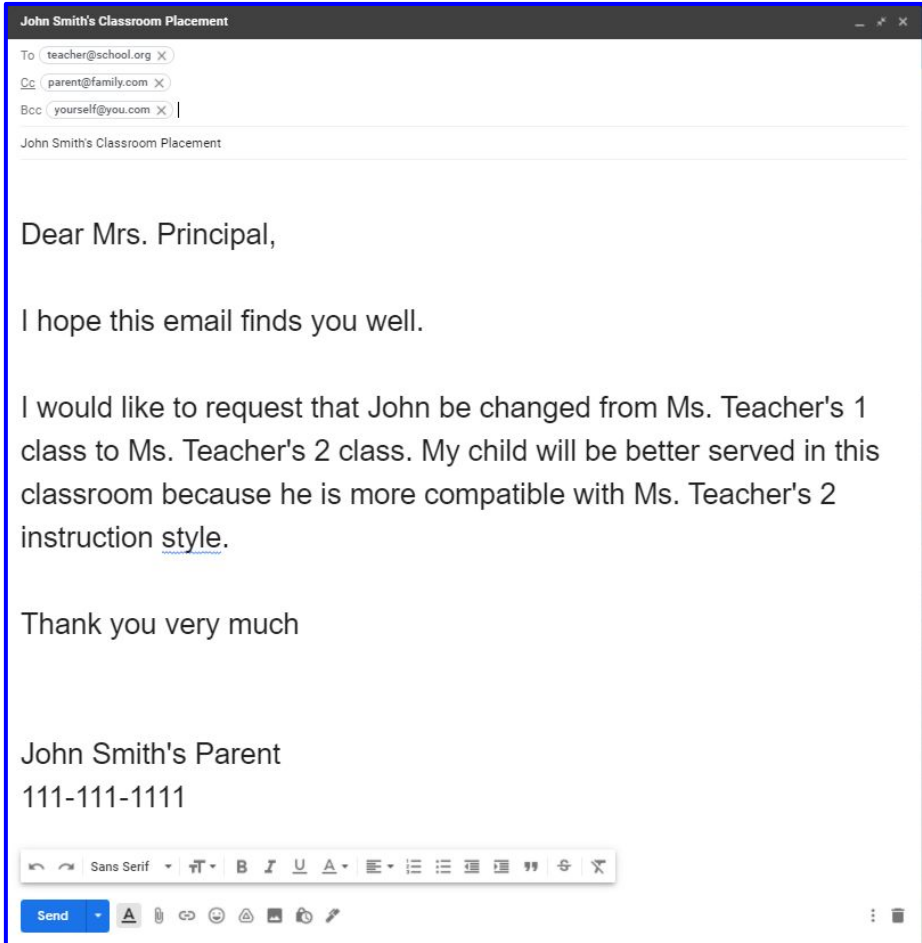 John Smith's Classroom Placement
To teacher@school.org
Cc parent@family.com
Bcc yourself@you.com
John Smith's Classroom Placement
Dear Mrs. Principal,
I hope this email finds you well.
I would like to request that John be changed from Ms. Teacher's 1
class to Ms. Teacher's 2 class. My child will be better served in this
classroom because he is more compatible with Ms. Teacher's 2
instruction style.
Thank you very much
John Smith's Parent
111-111-1111
Sans Serif
Send